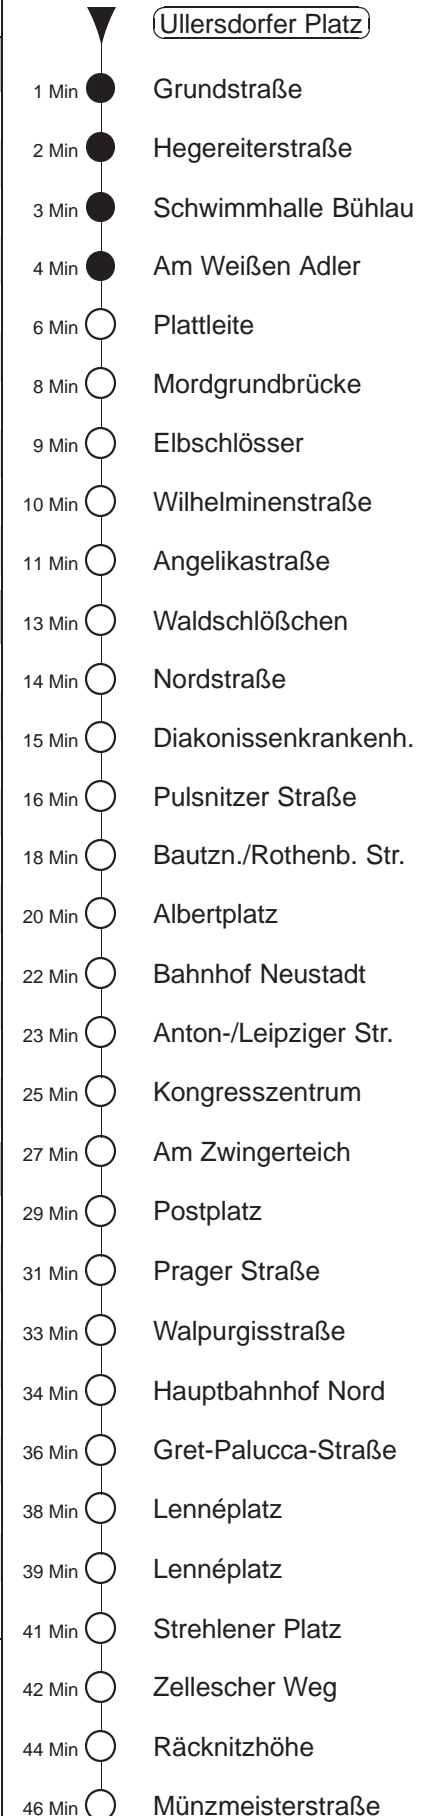 Ullersdorfer Platz
1 Min Grundstraße
2 Min Hegereiterstraße
3 Min Schwimmhalle Bühlau
4 Min Am Weißen Adler
6 Min Plattleite
8 Min Mordgrundbrücke
9 Min Elbschlösser
10 Min Wilhelminenstraße
11 Min Angelikastraße
13 Min Waldschlößchen
14 Min Nordstraße
15 Min Diakonissenkrankenh.
16 Min Pulsnitzer Straße
18 Min Bautzn./Rothenb. Str.
20 Min Albertplatz
22 Min Bahnhof Neustadt
23 Min Anton-/Leipziger Str.
25 Min Kongresszentrum
27 Min Am Zwingerteich
29 Min Postplatz
31 Min Prager Straße
33 Min Walpurgisstraße
34 Min Hauptbahnhof Nord
36 Min Gret-Palucca-Straße
38 Min Lennéplatz
39 Min Lennéplatz
41 Min Strehlener Platz
42 Min Zellescher Weg
44 Min Räcknitzhöhe
46 Min Münzmeisterstraße